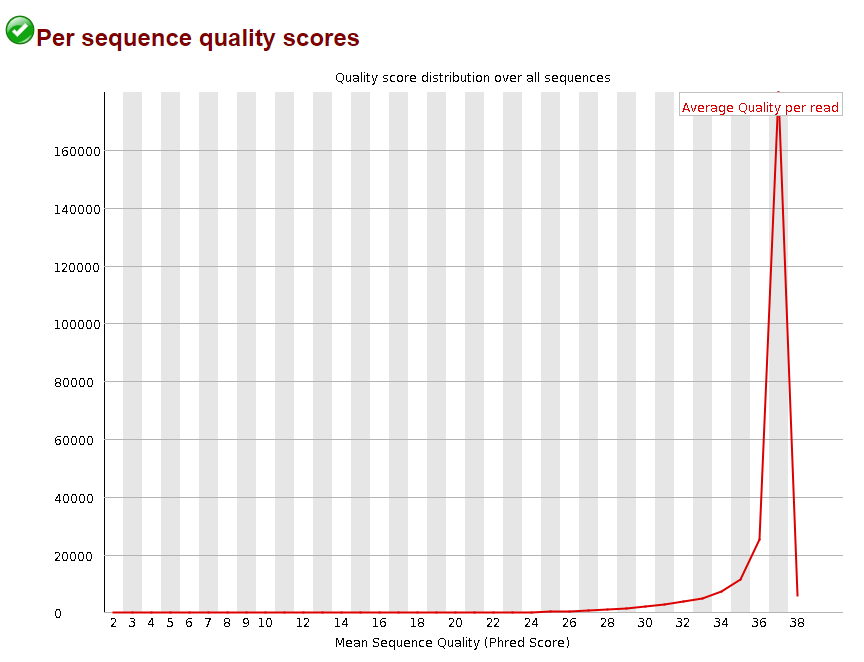 Per sequence quality scores
Quality score distribution over all sequences
Average Quality per read
160000
140000
120000
100000
80000
60000
40000
20000
0
2 3 4 5 6 7 8 9 10 12 14 16 18 20 22 24 26 28 30 32 34 36 38
Mean Sequence Quality (Phred Score)